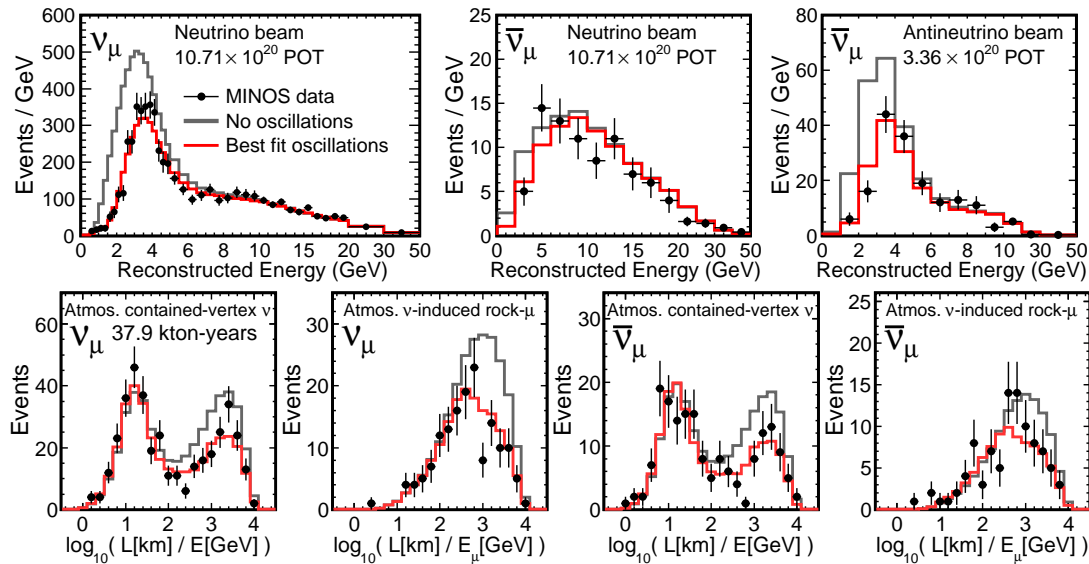 ν_μ
Neutrino beam
10.71 × 10^20 POT
MINOS data
No oscillations
Best fit oscillations
Events / GeV
600
500
400
300
200
100
0
0 2 4 6 8 10 15 20 30 50
Reconstructed Energy (GeV)
ν̅_μ
Neutrino beam
10.71 × 10^20 POT
Events / GeV
25
20
15
10
5
0
0 5 10 15 20 30 50
Reconstructed Energy (GeV)
ν̅_μ
Antineutrino beam
3.36 × 10^20 POT
Events / GeV
80
60
40
20
0
0 2 4 6 10 15 30 50
Reconstructed Energy (GeV)
Atmos. contained-vertex ν
ν_μ 37.9 kton-years
Events
60
40
20
0
0 1 2 3 4
log_10 ( L[km] / E[GeV] )
Atmos. ν-induced rock-μ
ν_μ
Events
30
20
10
0
0 1 2 3 4
log_10 ( L[km] / E_μ[GeV] )
Atmos. contained-vertex ν
ν̅_μ
Events
30
20
10
0
0 1 2 3 4
log_10 ( L[km] / E[GeV] )
Atmos. ν-induced rock-μ
ν̅_μ
Events
25
20
15
10
5
0
0 1 2 3 4
log_10 ( L[km] / E_μ[GeV] )